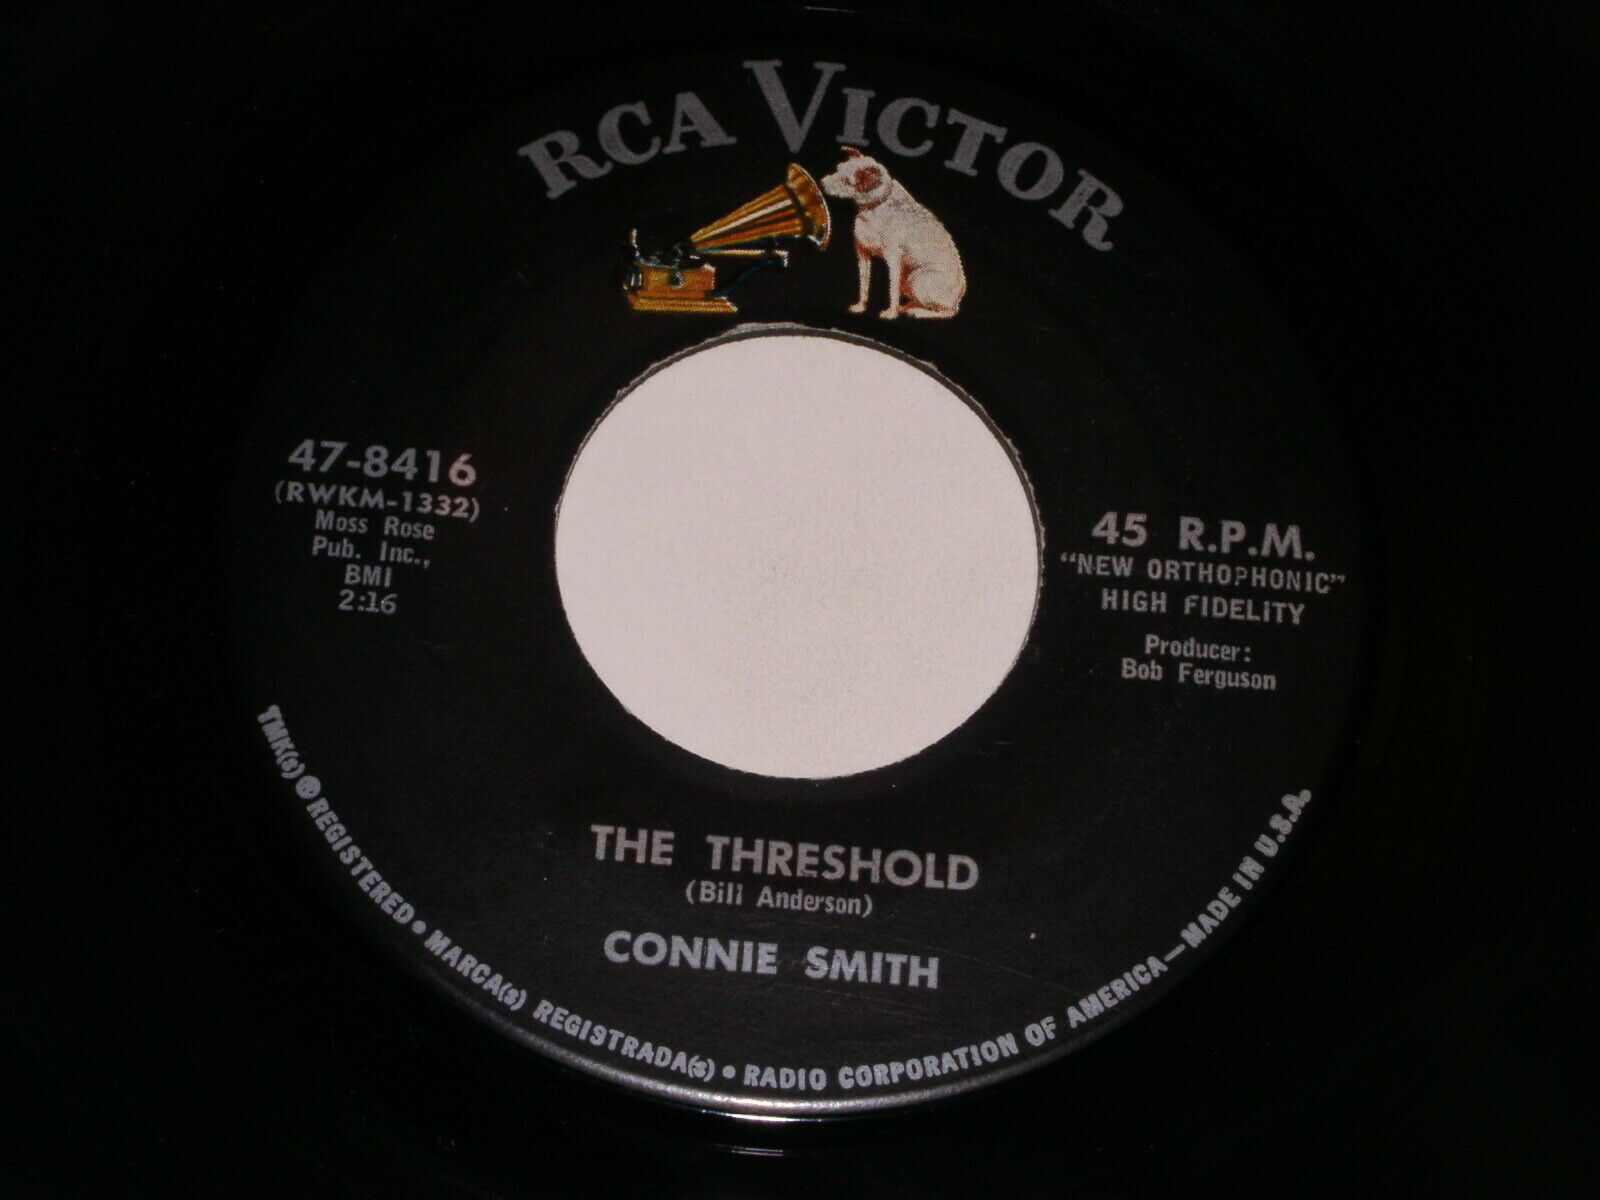 RCA VICTOR
47-8416
(RWKM-1332)
Moss Rose
Pub. Inc.,
BMI
2:16
45 R.P.M.
"NEW ORTHOPHONIC"
HIGH FIDELITY
Producer:
Bob Ferguson
THE THRESHOLD
(Bill Anderson)
CONNIE SMITH
TMK(s) ® REGISTERED • MARCA(s) REGISTRADA(s) • RADIO CORPORATION OF AMERICA—MADE IN U.S.A.